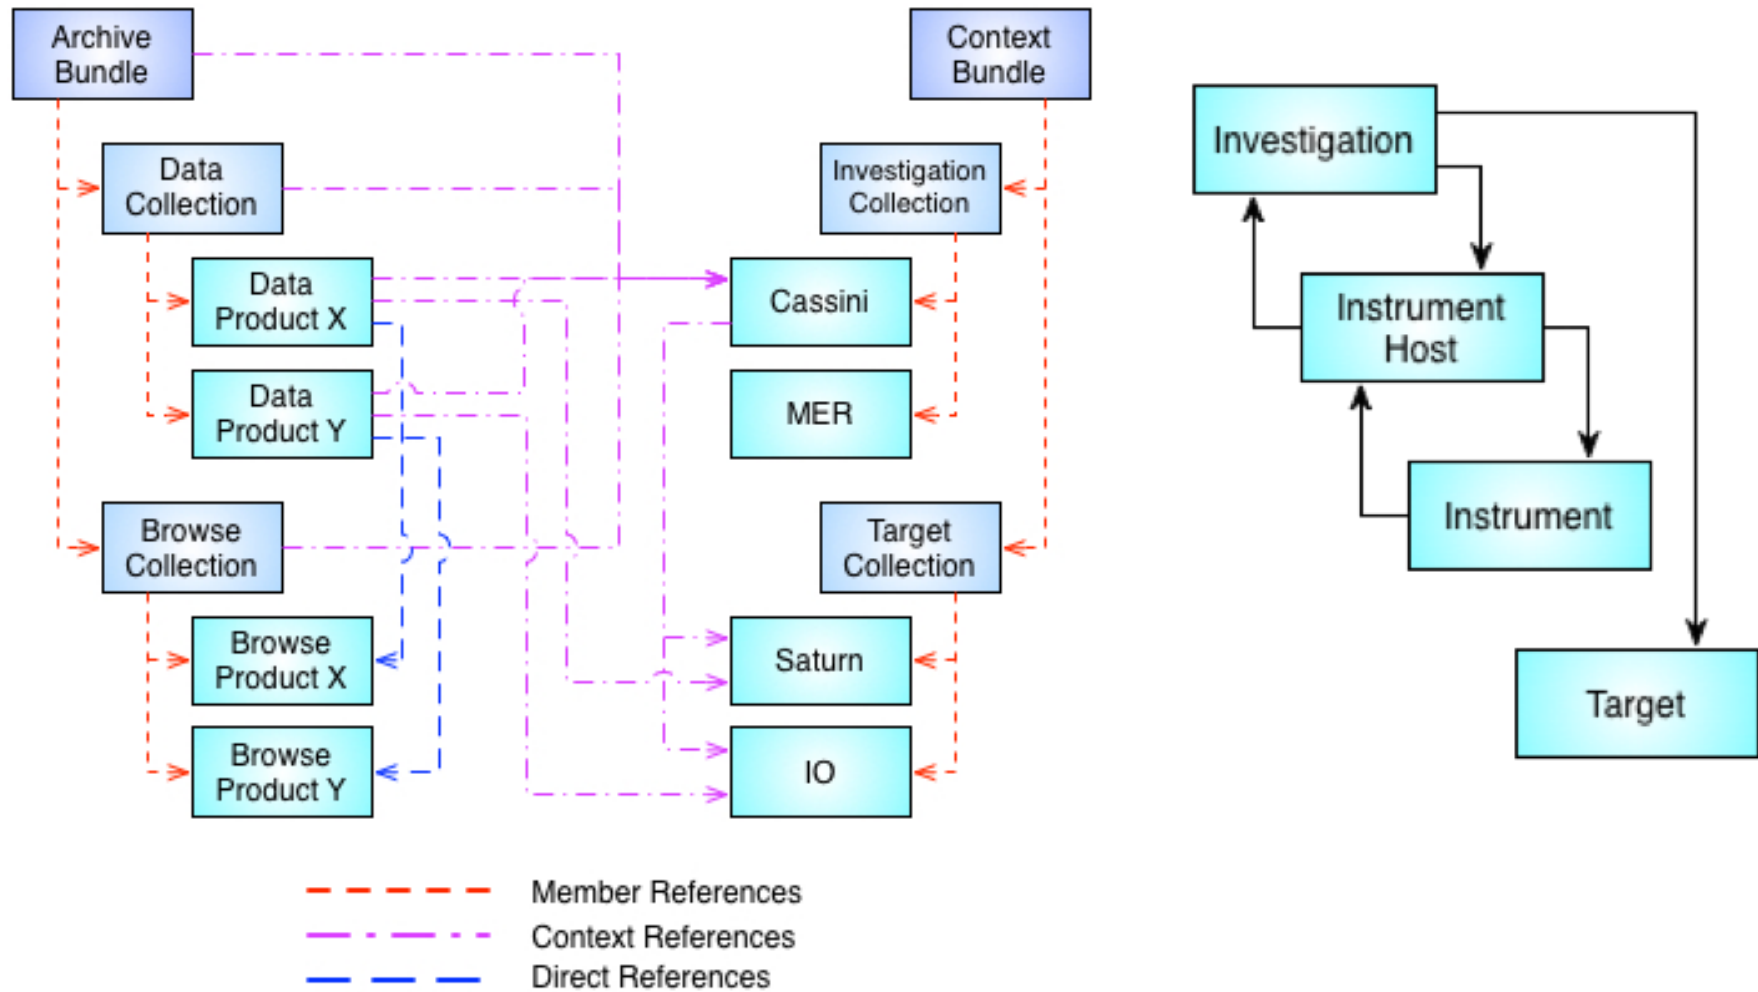 Archive
Bundle
Data
Collection
Data
Product X
Data
Product Y
Browse
Collection
Browse
Product X
Browse
Product Y
Context
Bundle
Investigation
Collection
Cassini
MER
Target
Collection
Saturn
IO
Investigation
Instrument
Host
Instrument
Target
Member References
Context References
Direct References